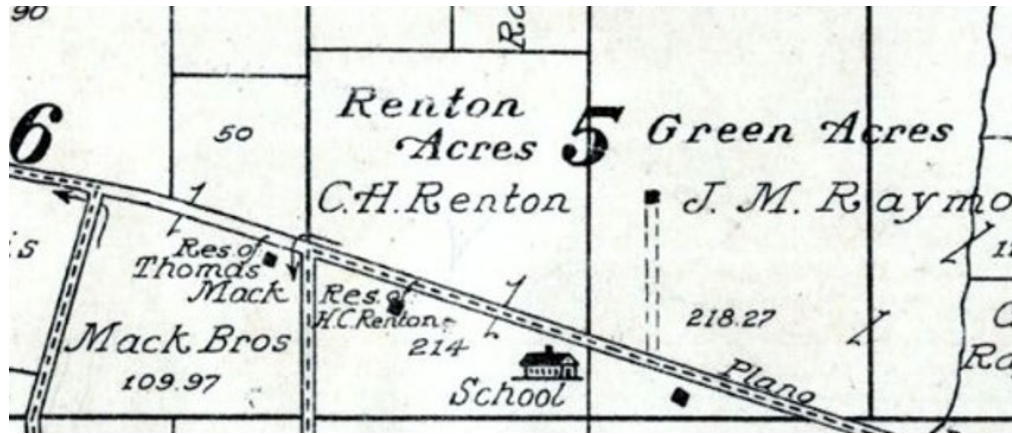 90
6
50
Renton
Acres
C.H. Renton
5
Green Acres
J. M. Raymo
Res. of
Thomas
Mack
Mack Bros
109.97
Res. of
H.C. Renton
214
School
218.27
Plano